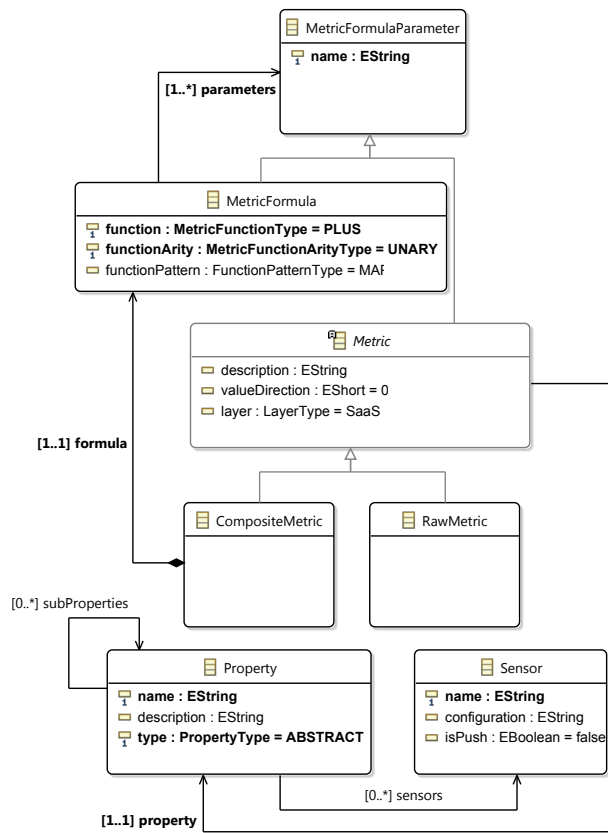 MetricFormulaParameter
name : EString
[1..*] parameters
MetricFormula
function : MetricFunctionType = PLUS
functionArity : MetricFunctionArityType = UNARY
functionPattern : FunctionPatternType = MAP
Metric
description : EString
valueDirection : EShort = 0
layer : LayerType = SaaS
[1..1] formula
CompositeMetric
RawMetric
[0..*] subProperties
Property
name : EString
description : EString
type : PropertyType = ABSTRACT
Sensor
name : EString
configuration : EString
isPush : EBoolean = false
[0..*] sensors
[1..1] property